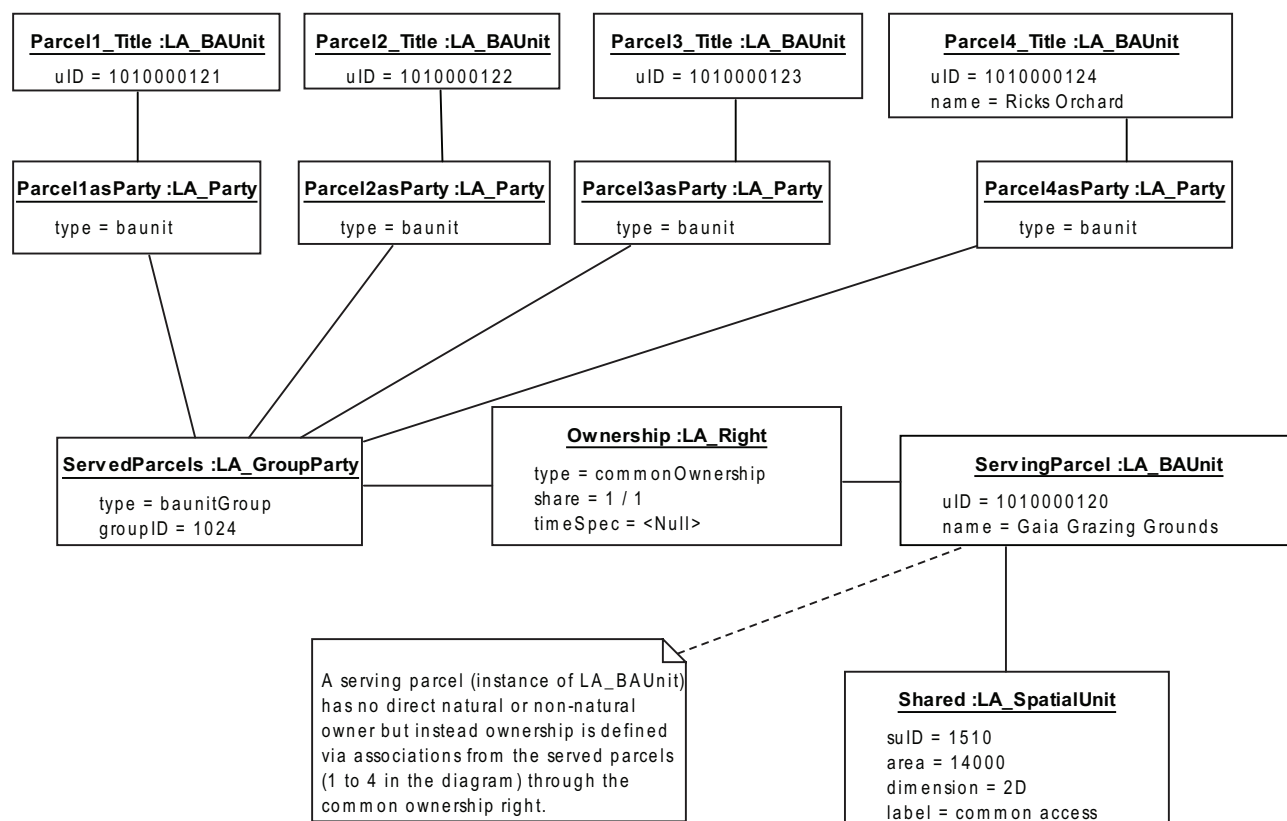 Parcel1_Title :LA_BAUnit
uID = 1010000121
Parcel2_Title :LA_BAUnit
uID = 1010000122
Parcel3_Title :LA_BAUnit
uID = 1010000123
Parcel4_Title :LA_BAUnit
uID = 1010000124
name = Ricks Orchard
Parcel1asParty :LA_Party
type = baunit
Parcel2asParty :LA_Party
type = baunit
Parcel3asParty :LA_Party
type = baunit
Parcel4asParty :LA_Party
type = baunit
ServedParcels :LA_GroupParty
type = baunitGroup
groupID = 1024
Ownership :LA_Right
type = commonOwnership
share = 1 / 1
timeSpec = <Null>
ServingParcel :LA_BAUnit
uID = 1010000120
name = Gaia Grazing Grounds
A serving parcel (instance of LA_BAUnit)
has no direct natural or non-natural
owner but instead ownership is defined
via associations from the served parcels
(1 to 4 in the diagram) through the
common ownership right.
Shared :LA_SpatialUnit
suID = 1510
area = 14000
dimension = 2D
label = common access